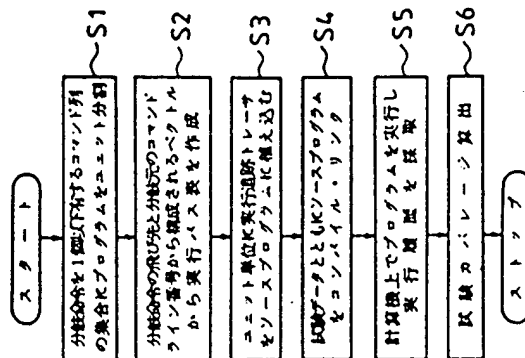 スタート
分岐命令を1個以下有するコマンド列
の集合にプログラムをユニット分割
S1
分岐命令の飛び先と分岐元のコマンド
ライン番号から構成されるベクトル
から実行パス表を作成
S2
ユニット単位に実行追跡トレーサ
をソースプログラムに植え込む
S3
試験データとともにソースプログラム
をコンパイル・リンク
S4
計算機上でプログラムを実行し
実行履歴を採取
S5
試験カバレージ算出
S6
ストップ